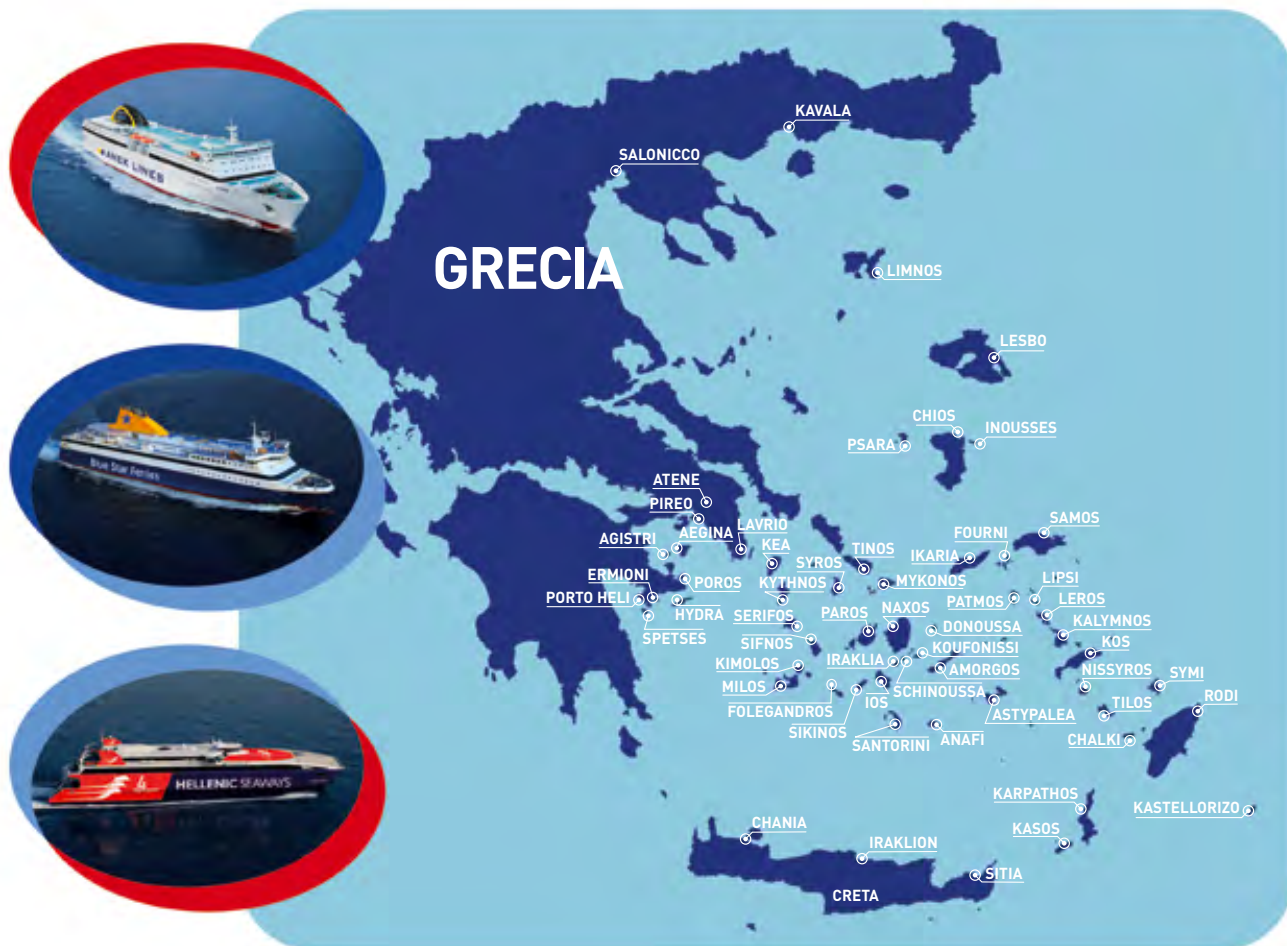 KAVALA
SALONICCO
ANEK LINES
GRECIA
LIMNOS
LESBO
CHIOS
INOUSSES
PSARA
Blue Star Ferries
ATENE
PIREO
LAVRIO
SAMOS
FOURNI
AEGINA
AGISTRI
KEA
TINOS
IKARIA
SYROS
ERMIONI
POROS
KYTHNOS
MYKONOS
LIPSI
PORTO HELI
PATMOS
LEROS
HYDRA
SERIFOS
PAROS
NAXOS
SPETSES
DONOUSSA
KALYMNOS
SIFNOS
KOUFONISSI
KOS
KIMOLOS
IRAKLIA
AMORGOS
NISSYROS
SYMI
MILOS
SCHINOUSSA
RODI
IOS
FOLEGANDROS
ASTYPALEA
TILOS
SIKINOS
SANTORINI
ANAFI
CHALKI
HELLENIC SEAWAYS
KARPATHOS
KASTELLORIZO
CHANIA
KASOS
IRAKLION
SITIA
CRETA